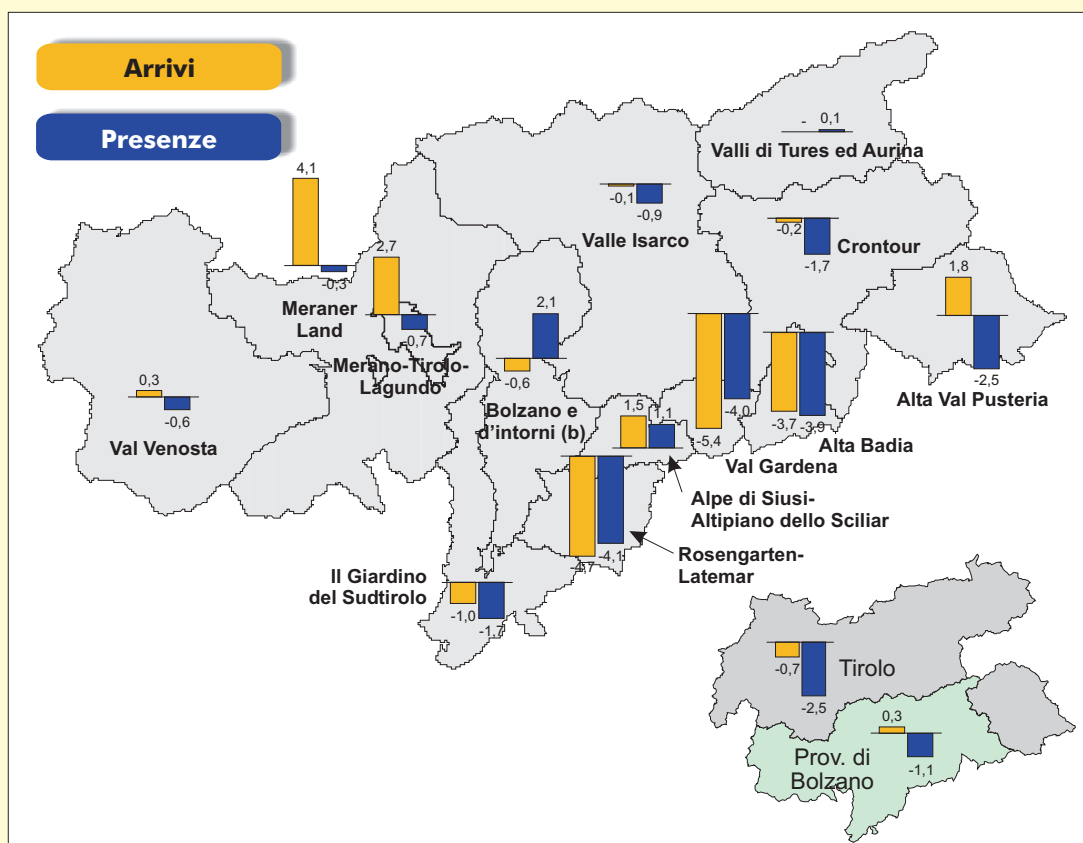 Arrivi
Presenze
- 0,1
Valli di Tures ed Aurina
4,1
-0,3
Meraner
Land
2,7
-0,7
Merano-Tirolo-
Lagundo
-0,1
-0,9
Valle Isarco
-0,2
-1,7
Crontour
1,8
-2,5
Alta Val Pusteria
0,3
-0,6
Val Venosta
2,1
-0,6
Bolzano e
d'intorni (b)
1,5
1,1
-5,4
-4,0
Val Gardena
-3,7
-3,9
Alta Badia
Alpe di Siusi-
Altipiano dello Sciliar
-4,7
-4,1
Rosengarten-
Latemar
Il Giardino
del Sudtirolo
-1,0
-1,7
-0,7
-2,5
Tirolo
0,3
-1,1
Prov. di
Bolzano